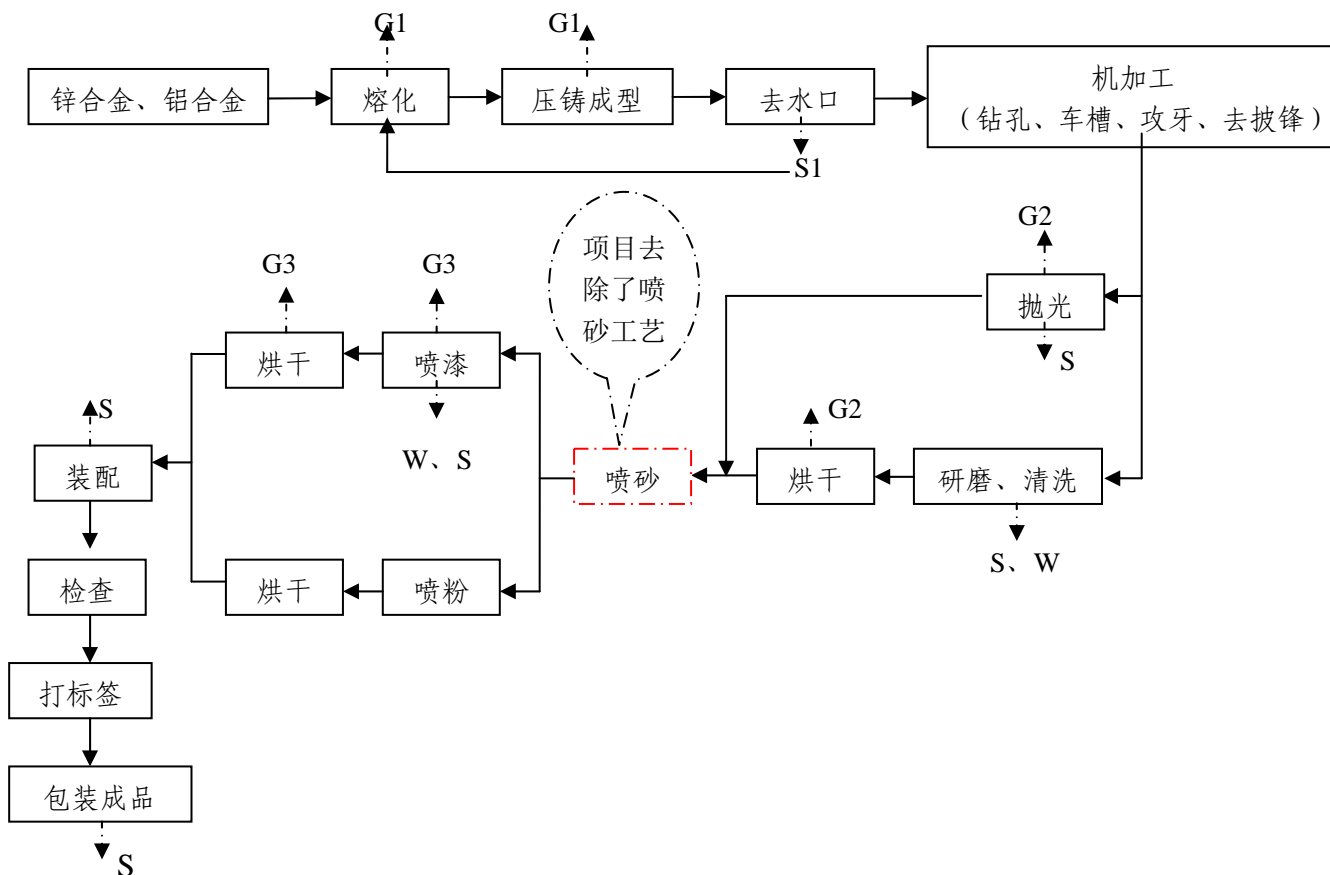 G1
G1
锌合金、铝合金
熔化
压铸成型
去水口
机加工
（钻孔、车槽、攻牙、去披锋）
S1
G2
抛光
S
项目去
除了喷
砂工艺
G3
G3
烘干
喷漆
W、S
S
装配
喷砂
G2
烘干
研磨、清洗
S、W
检查
烘干
喷粉
打标签
包装成品
S